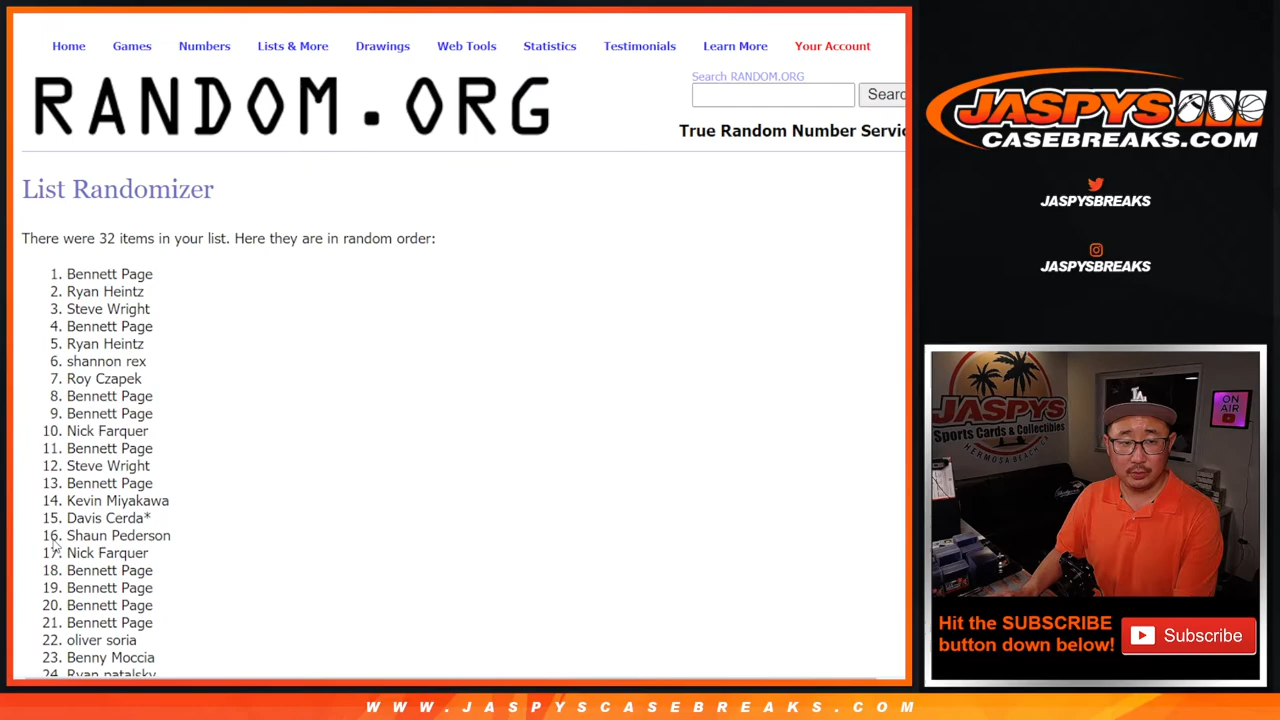 Home Games Numbers Lists & More Drawings Web Tools Statistics Testimonials Learn More Your Account
RANDOM.ORG
Search RANDOM.ORG
Searc
True Random Number Servic
List Randomizer
There were 32 items in your list. Here they are in random order:
1. Bennett Page
2. Ryan Heintz
3. Steve Wright
4. Bennett Page
5. Ryan Heintz
6. shannon rex
7. Roy Czapek
8. Bennett Page
9. Bennett Page
10. Nick Farquer
11. Bennett Page
12. Steve Wright
13. Bennett Page
14. Kevin Miyakawa
15. Davis Cerda*
16. Shaun Pederson
17. Nick Farquer
18. Bennett Page
19. Bennett Page
20. Bennett Page
21. Bennett Page
22. oliver soria
23. Benny Moccia
24. Ryan patalsky
JASPYS
CASEBREAKS.COM
JASPYSBREAKS
JASPYSBREAKS
JASPYS
Sports Cards & Collectibles
HERMOSA BEACH CA
ON AIR
LA
Hit the SUBSCRIBE
button down below!
Subscribe
WWW.JASPYSCASEBREAKS.COM